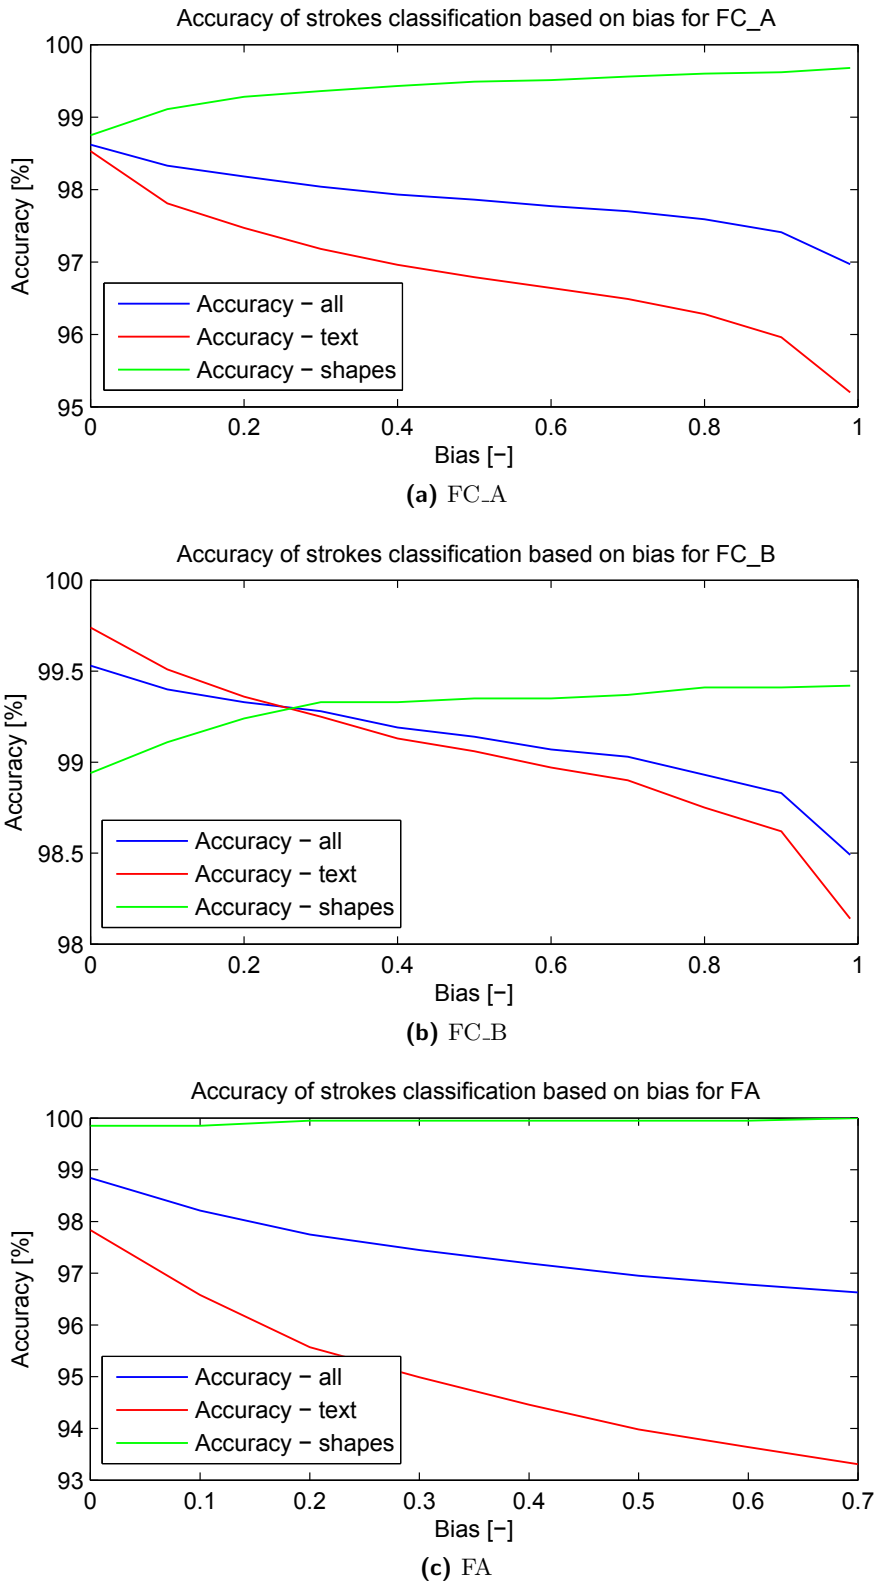 Accuracy of strokes classification based on bias for FC_A
100
99
98
97
96
95
Accuracy [%]
Accuracy − all
Accuracy − text
Accuracy − shapes
0 0.2 0.4 0.6 0.8 1
Bias [−]
(a) FC_A
Accuracy of strokes classification based on bias for FC_B
100
99.5
99
98.5
98
Accuracy [%]
Accuracy − all
Accuracy − text
Accuracy − shapes
0 0.2 0.4 0.6 0.8 1
Bias [−]
(b) FC_B
Accuracy of strokes classification based on bias for FA
100
99
98
97
96
95
94
93
Accuracy [%]
Accuracy − all
Accuracy − text
Accuracy − shapes
0 0.1 0.2 0.3 0.4 0.5 0.6 0.7
Bias [−]
(c) FA